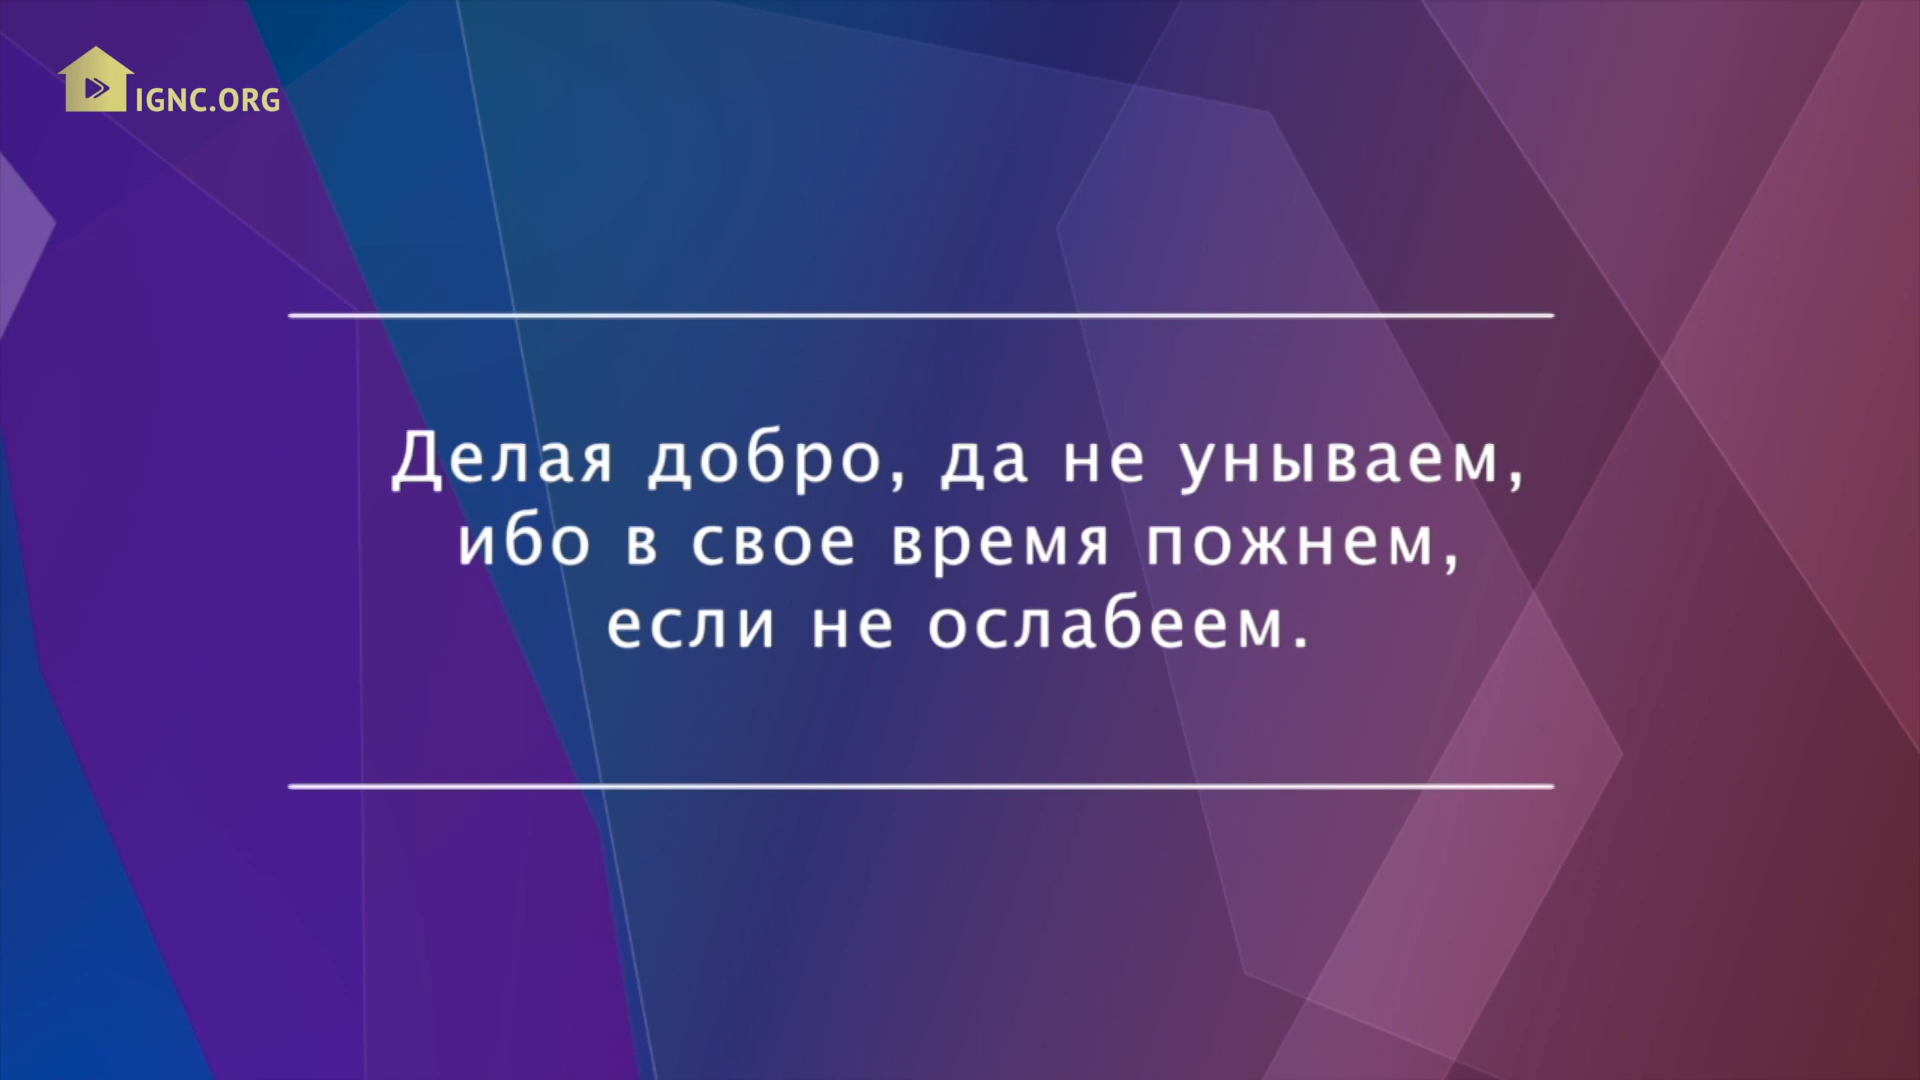 IGNC.ORG
Делая добро, да не унываем,
ибо в свое время пожнем,
если не ослабеем.